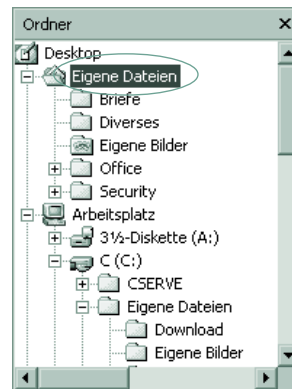 Ordner
Desktop
Eigene Dateien
Briefe
Diverses
Eigene Bilder
Office
Security
Arbeitsplatz
3½-Diskette (A:)
C (C:)
CSERVE
Eigene Dateien
Download
Eigene Bilder